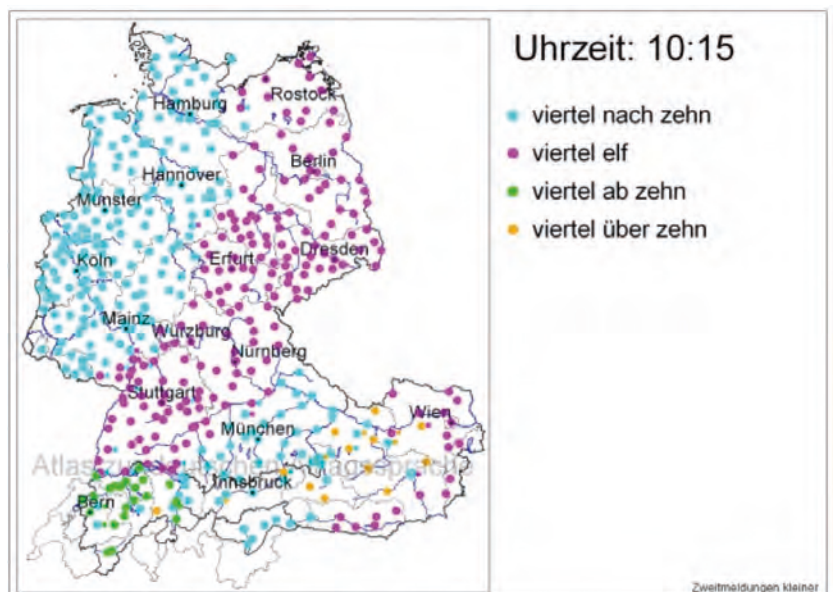 Uhrzeit: 10:15
viertel nach zehn
viertel elf
viertel ab zehn
viertel über zehn
Hamburg
Rostock
Berlin
Hannover
Münster
Köln
Erfurt
Dresden
Mainz
Würzburg
Nürnberg
Stuttgart
München
Wien
Atlas zur deutschen Alltagssprache
Innsbruck
Bern
Zweitmeldungen kleiner